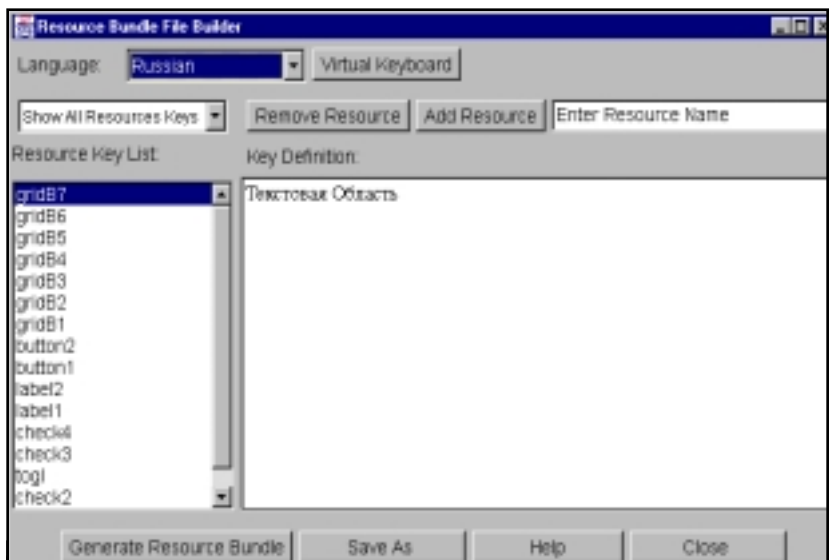 Resource Bundle File Builder
Language: Russian Virtual Keyboard
Show All Resources Keys Remove Resource Add Resource Enter Resource Name
Resource Key List: Key Definition:
gridB7 Текстовая Область
gridB6
gridB5
gridB4
gridB3
gridB2
gridB1
button2
button1
label2
label1
check4
check3
togl
check2
Generate Resource Bundle Save As Help Close